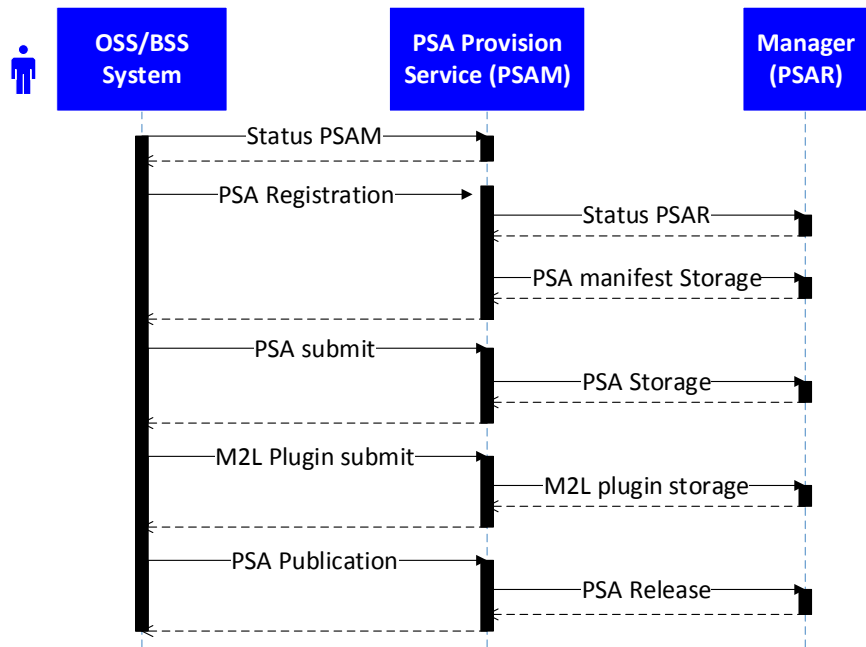 OSS/BSS
System
PSA Provision
Service (PSAM)
Manager
(PSAR)
Status PSAM
PSA Registration
Status PSAR
PSA manifest Storage
PSA submit
PSA Storage
M2L Plugin submit
M2L plugin storage
PSA Publication
PSA Release